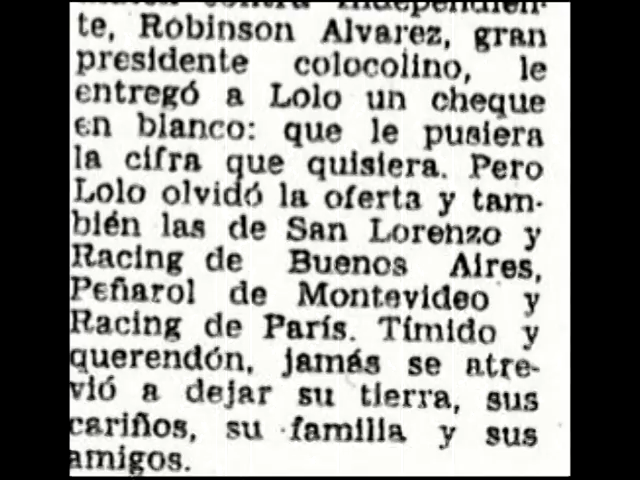 contra Independien-
te, Robinson Alvarez, gran
presidente colocolino, le
entregó a Lolo un cheque
en blanco: que le pusiera
la cifra que quisiera. Pero
Lolo olvidó la oferta y tam-
bién las de San Lorenzo y
Racing de Buenos Aires,
Peñarol de Montevideo y
Racing de París. Tímido y
querendón, jamás se atre-
vió a dejar su tierra, sus
cariños, su familia y sus
amigos.